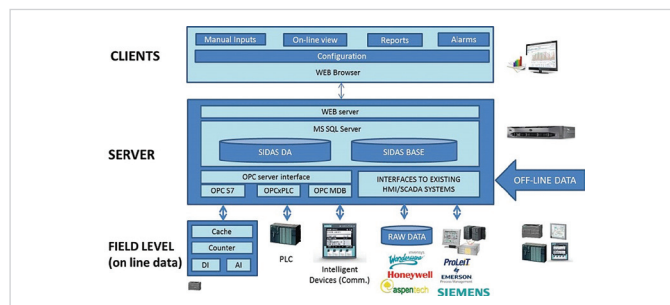 CLIENTS
Manual Inputs
On-line view
Reports
Alarms
Configuration
WEB Browser
SERVER
WEB server
MS SQL Server
SIDAS DA
SIDAS BASE
OPC server interface
OPC S7
OPCxPLC
OPC MDB
INTERFACES TO EXISTING
HMI/SCADA SYSTEMS
OFF-LINE DATA
FIELD LEVEL
(on line data)
Cache
Counter
DI
AI
PLC
Intelligent
Devices (Comm.)
RAW DATA
Wonderware
Honeywell
aspentech
ProLeiT
EMERSON
Process Management
SIEMENS